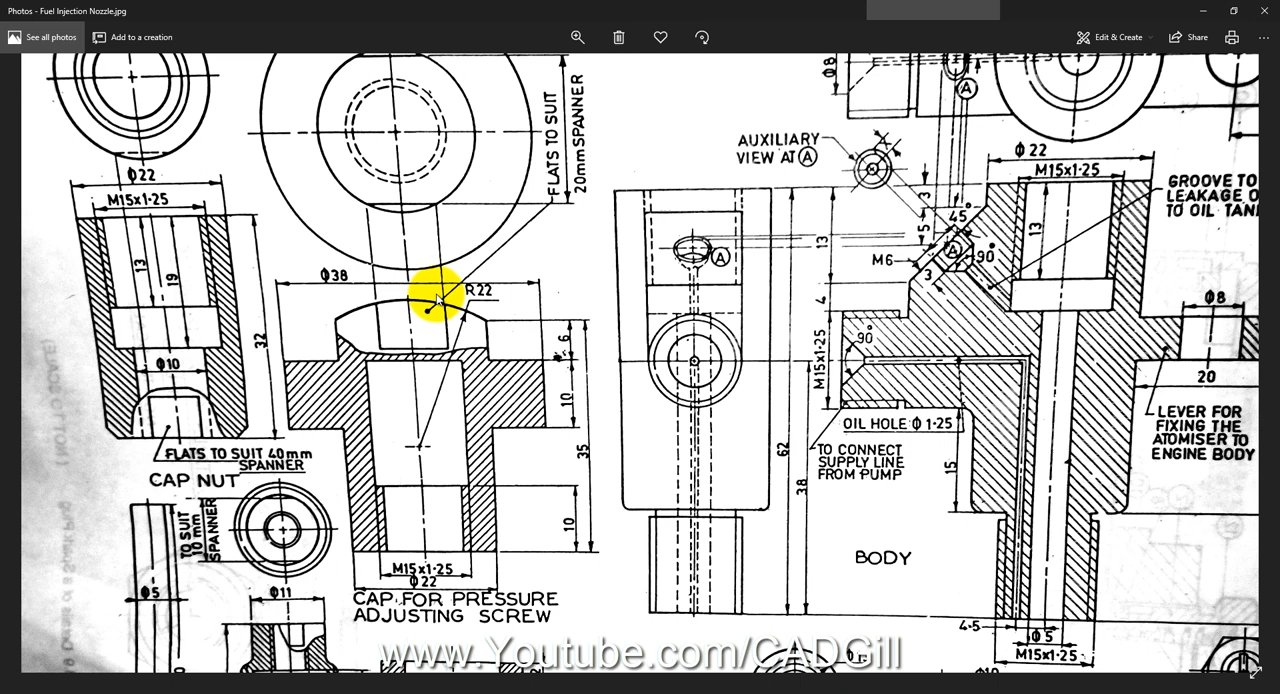 Photos - Fuel Injection Nozzle.jpg
See all photos
Add to a creation
Edit & Create
Share
ϕ22
M15x1·25
13
19
32
ϕ10
FLATS TO SUIT 40mm
SPANNER
CAP NUT
FLATS TO SUIT
20mm SPANNER
ϕ38
R22
6
10
35
10
M15x1·25
ϕ22
CAP FOR PRESSURE
ADJUSTING SCREW
TO SUIT
10 mm
SPANNER
ϕ5
ϕ11
AUXILIARY
VIEW AT A
A
62
38
13
4
M15x1·25
ϕ8
A
3
5
45°
M6
A
90°
3
90°
OIL HOLE ϕ 1·25
TO CONNECT
SUPPLY LINE
FROM PUMP
15
BODY
ϕ 22
M15x1·25
13
GROOVE TO
LEAKAGE O
TO OIL TAN
ϕ8
20
LEVER FOR
FIXING THE
ATOMISER TO
ENGINE BODY
4·5
ϕ5
M15x1·25
www.Youtube.com/CADGill